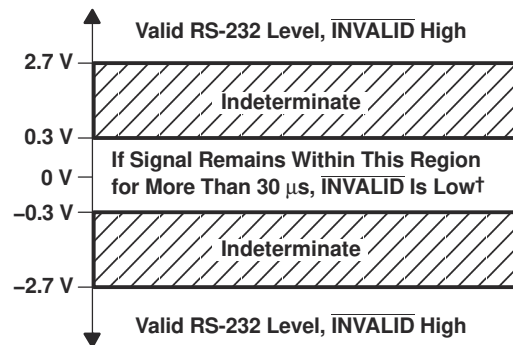 Valid RS-232 Level, INVALID High
2.7 V
Indeterminate
0.3 V
If Signal Remains Within This Region
0 V
for More Than 30 μs, INVALID Is Low†
−0.3 V
Indeterminate
−2.7 V
Valid RS-232 Level, INVALID High